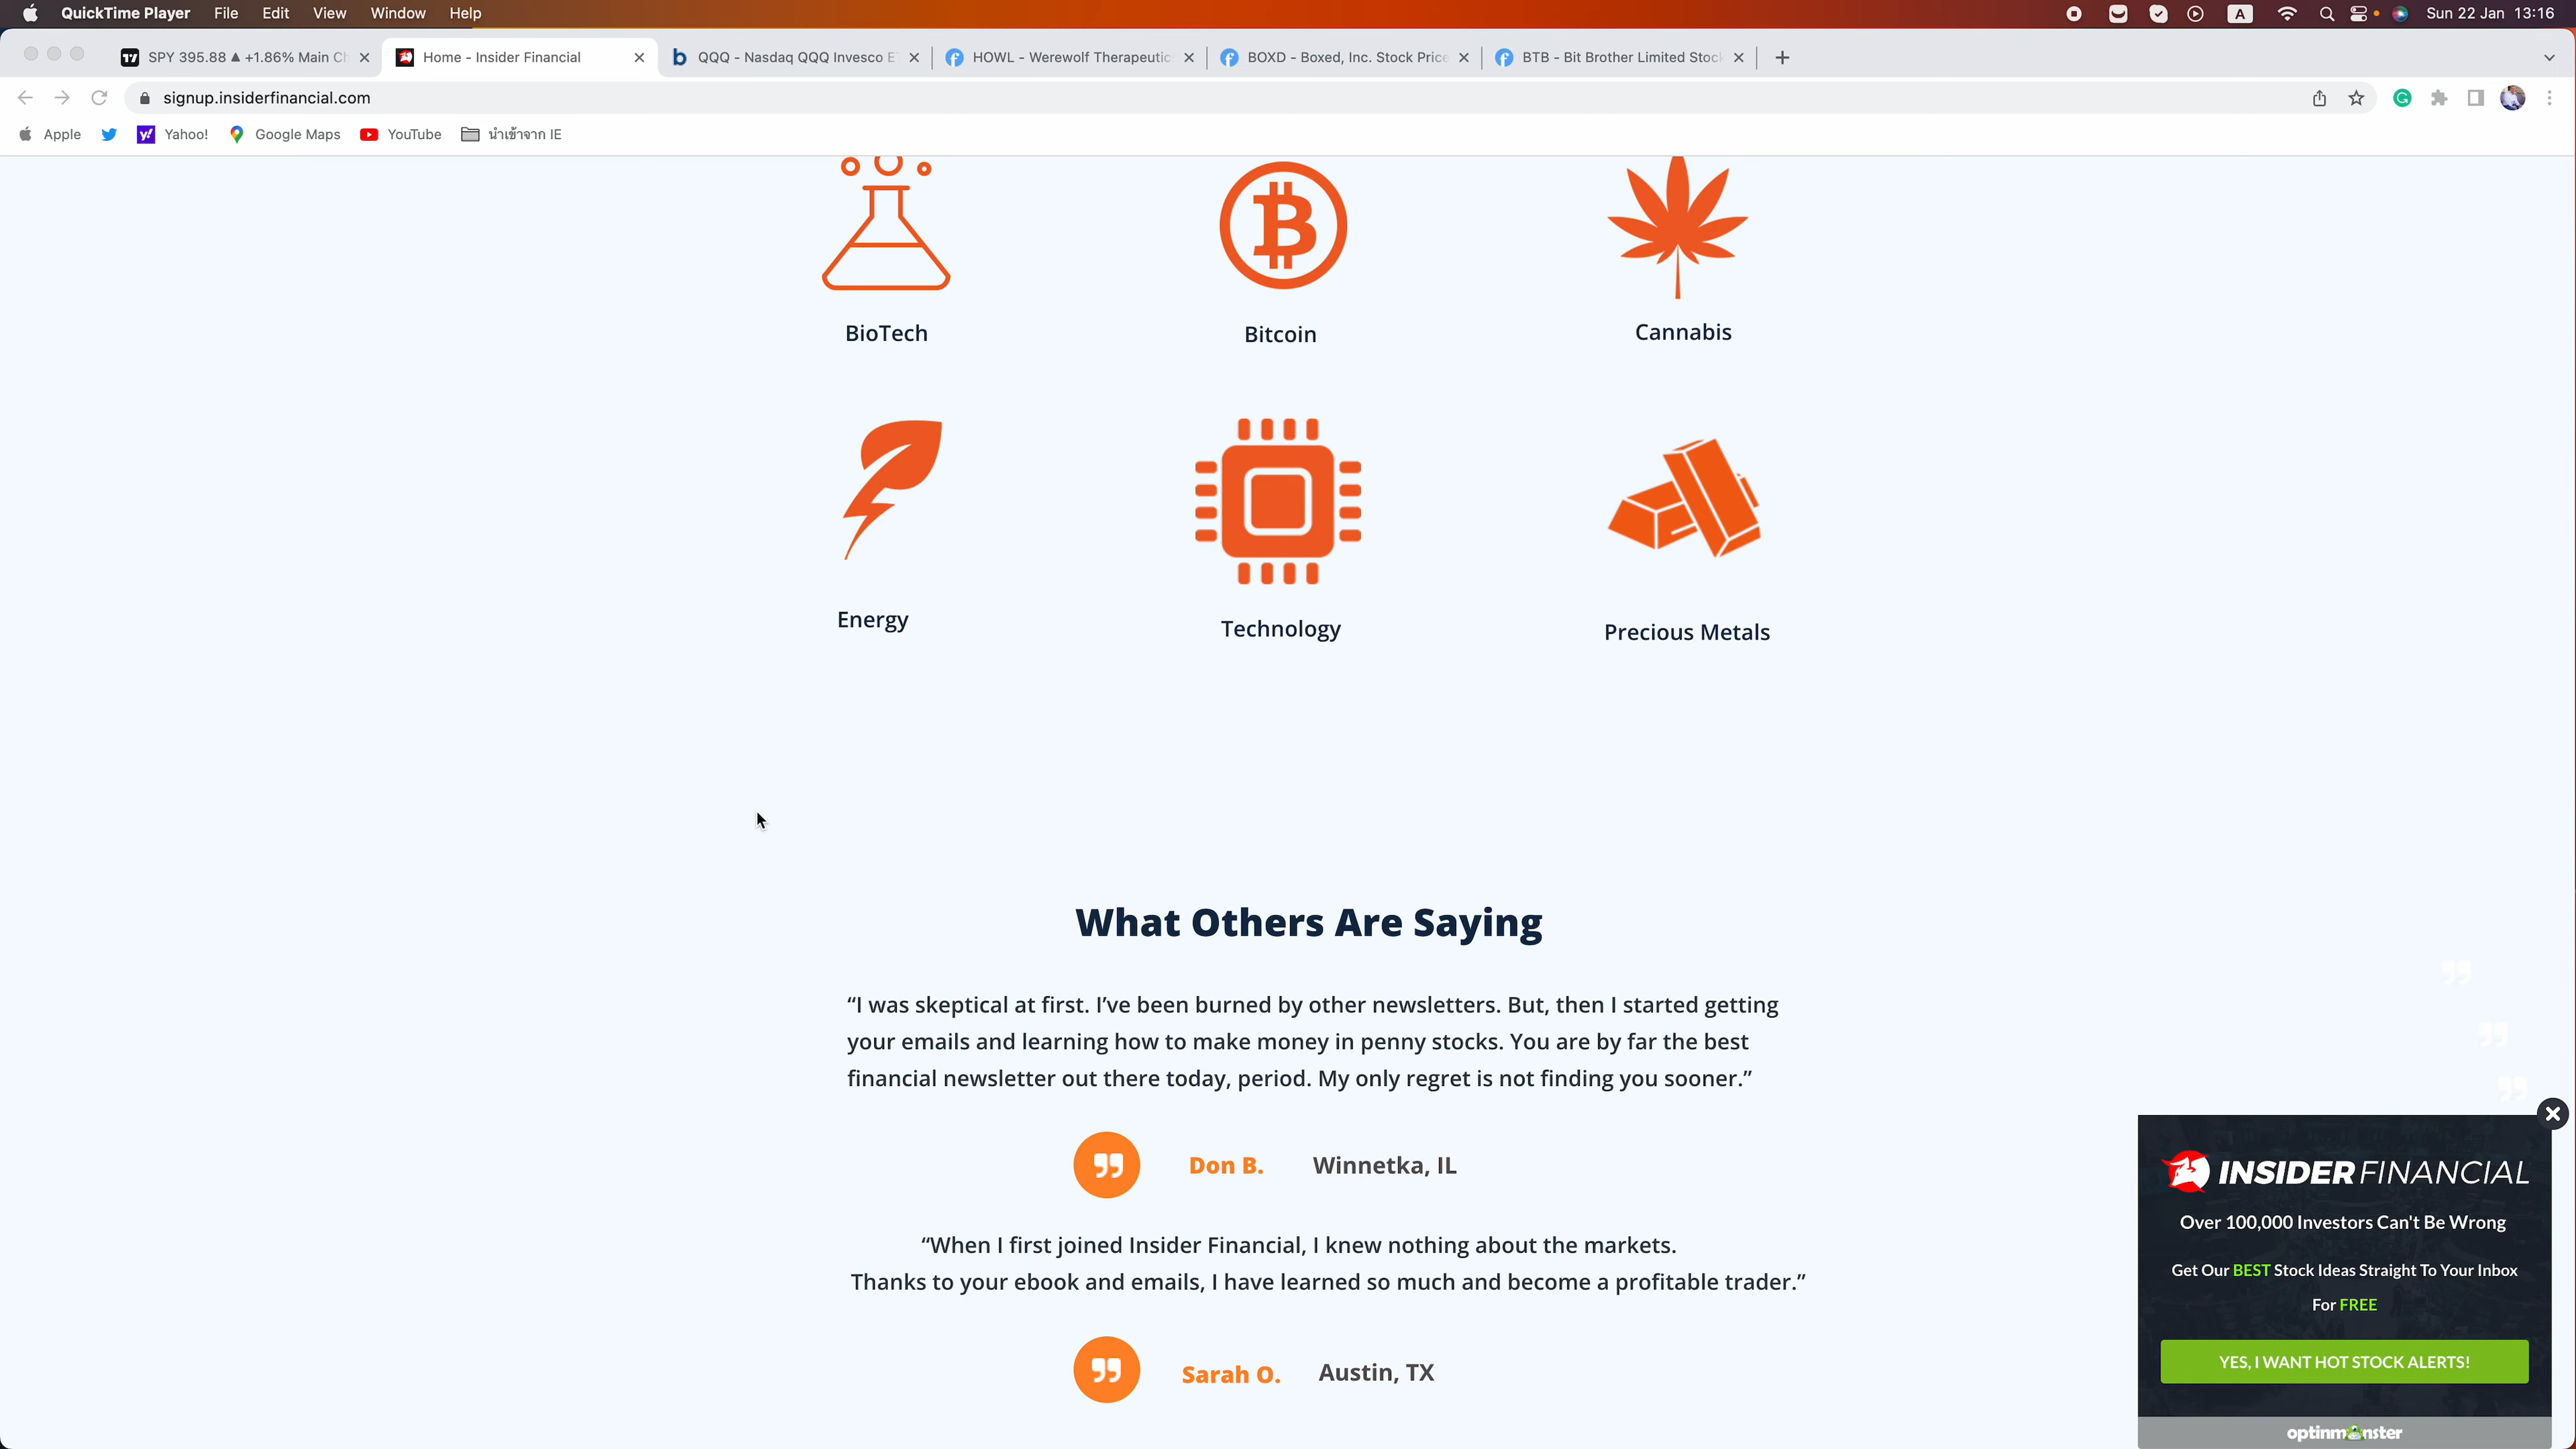 QuickTime Player File Edit View Window Help
A Sun 22 Jan 13:16
SPY 395.88 ▲ +1.86% Main Ch
Home - Insider Financial
QQQ - Nasdaq QQQ Invesco E
HOWL - Werewolf Therapeutic
BOXD - Boxed, Inc. Stock Price
BTB - Bit Brother Limited Stoc
signup.insiderfinancial.com
Apple Yahoo! Google Maps YouTube นำเข้าจาก IE
BioTech
Bitcoin
Cannabis
Energy
Technology
Precious Metals
What Others Are Saying
“I was skeptical at first. I’ve been burned by other newsletters. But, then I started getting
your emails and learning how to make money in penny stocks. You are by far the best
financial newsletter out there today, period. My only regret is not finding you sooner.”
Don B. Winnetka, IL
“When I first joined Insider Financial, I knew nothing about the markets.
Thanks to your ebook and emails, I have learned so much and become a profitable trader.”
Sarah O. Austin, TX
INSIDER FINANCIAL
Over 100,000 Investors Can't Be Wrong
Get Our BEST Stock Ideas Straight To Your Inbox
For FREE
YES, I WANT HOT STOCK ALERTS!
optinmonster